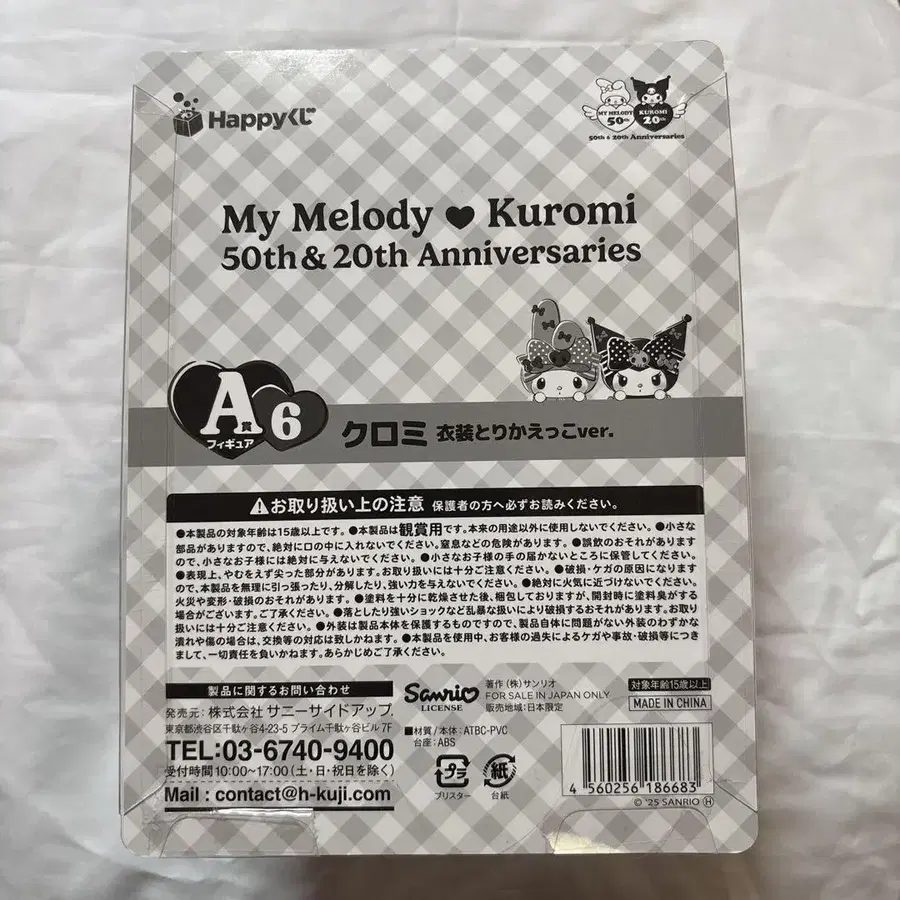 Happyくじ
MY MELODY 50th
KUROMI 20th
50th & 20th Anniversaries
My Melody ♥ Kuromi
50th & 20th Anniversaries
A賞 6
フィギュア
クロミ 衣装とりかえっこver.
⚠お取り扱い上の注意 保護者の方へ必ずお読みください。
●本製品の対象年齢は15歳以上です。●本製品は観賞用です。本来の用途以外に使用しないでください。●小さな
部品がありますので、絶対に口の中に入れないでください。窒息などの危険があります。●誤飲のおそれがあります
ので、小さなお子様には絶対に与えないでください。●小さなお子様の手の届かないところに保管してください。
●表現上、やむをえず尖った部分があります。お取り扱いには十分ご注意ください。●破損・ケガの原因になります
ので、本製品を無理に引っ張ったり、分解したり、強い力を与えないでください。●絶対に火気に近づけないでください。
火災や変形・破損のおそれがあります。●塗料を十分に乾燥させた後、梱包しておりますが、開封時に塗料臭がする
場合がございます。ご了承ください。●落としたり強いショックなど乱暴な扱いにより破損するおそれがあります。お取り
扱いには十分ご注意ください。●外装は製品本体を保護するものですので、製品自体に問題がない外装のわずかな
潰れや傷の場合は、交換等の対応は致しかねます。●本製品を使用中、お客様の過失によるケガや事故・破損等につき
まして、一切責任を負いかねます。あらかじめご了承ください。
製品に関するお問い合わせ
発売元：株式会社 サニーサイドアップ
東京都渋谷区千駄ヶ谷4-23-5 プライム千駄ヶ谷ビル 7F
TEL:03-6740-9400
受付時間 10:00〜17:00（土・日・祝日を除く）
Mail : contact@h-kuji.com
Sanrio
LICENSE
著作（株）サンリオ
FOR SALE IN JAPAN ONLY
販売地域：日本限定
■材質/本体：ATBC-PVC
台座：ABS
プラ
ブリスター
紙
台紙
対象年齢15歳以上
MADE IN CHINA
4 560256 186683
© '25 SANRIO Ⓗ